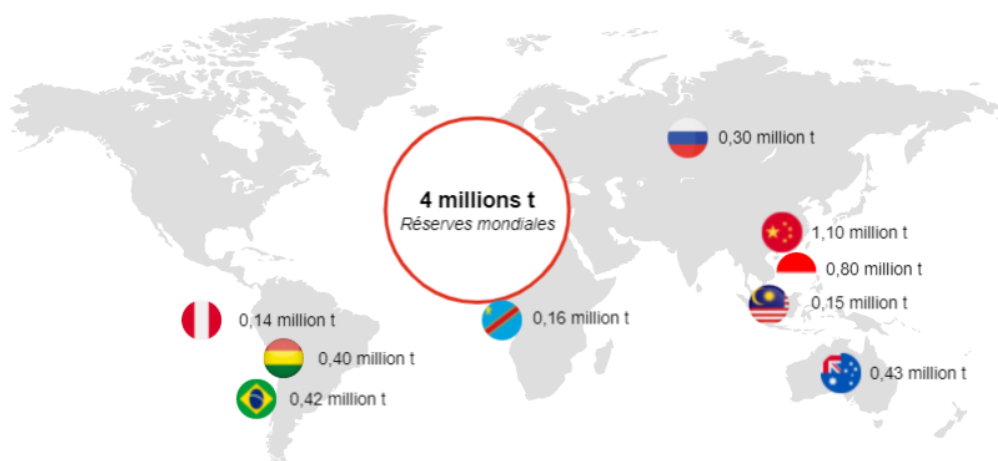 0,30 million t
4 millions t
Réserves mondiales
1,10 million t
0,80 million t
0,15 million t
0,14 million t
0,16 million t
0,40 million t
0,43 million t
0,42 million t